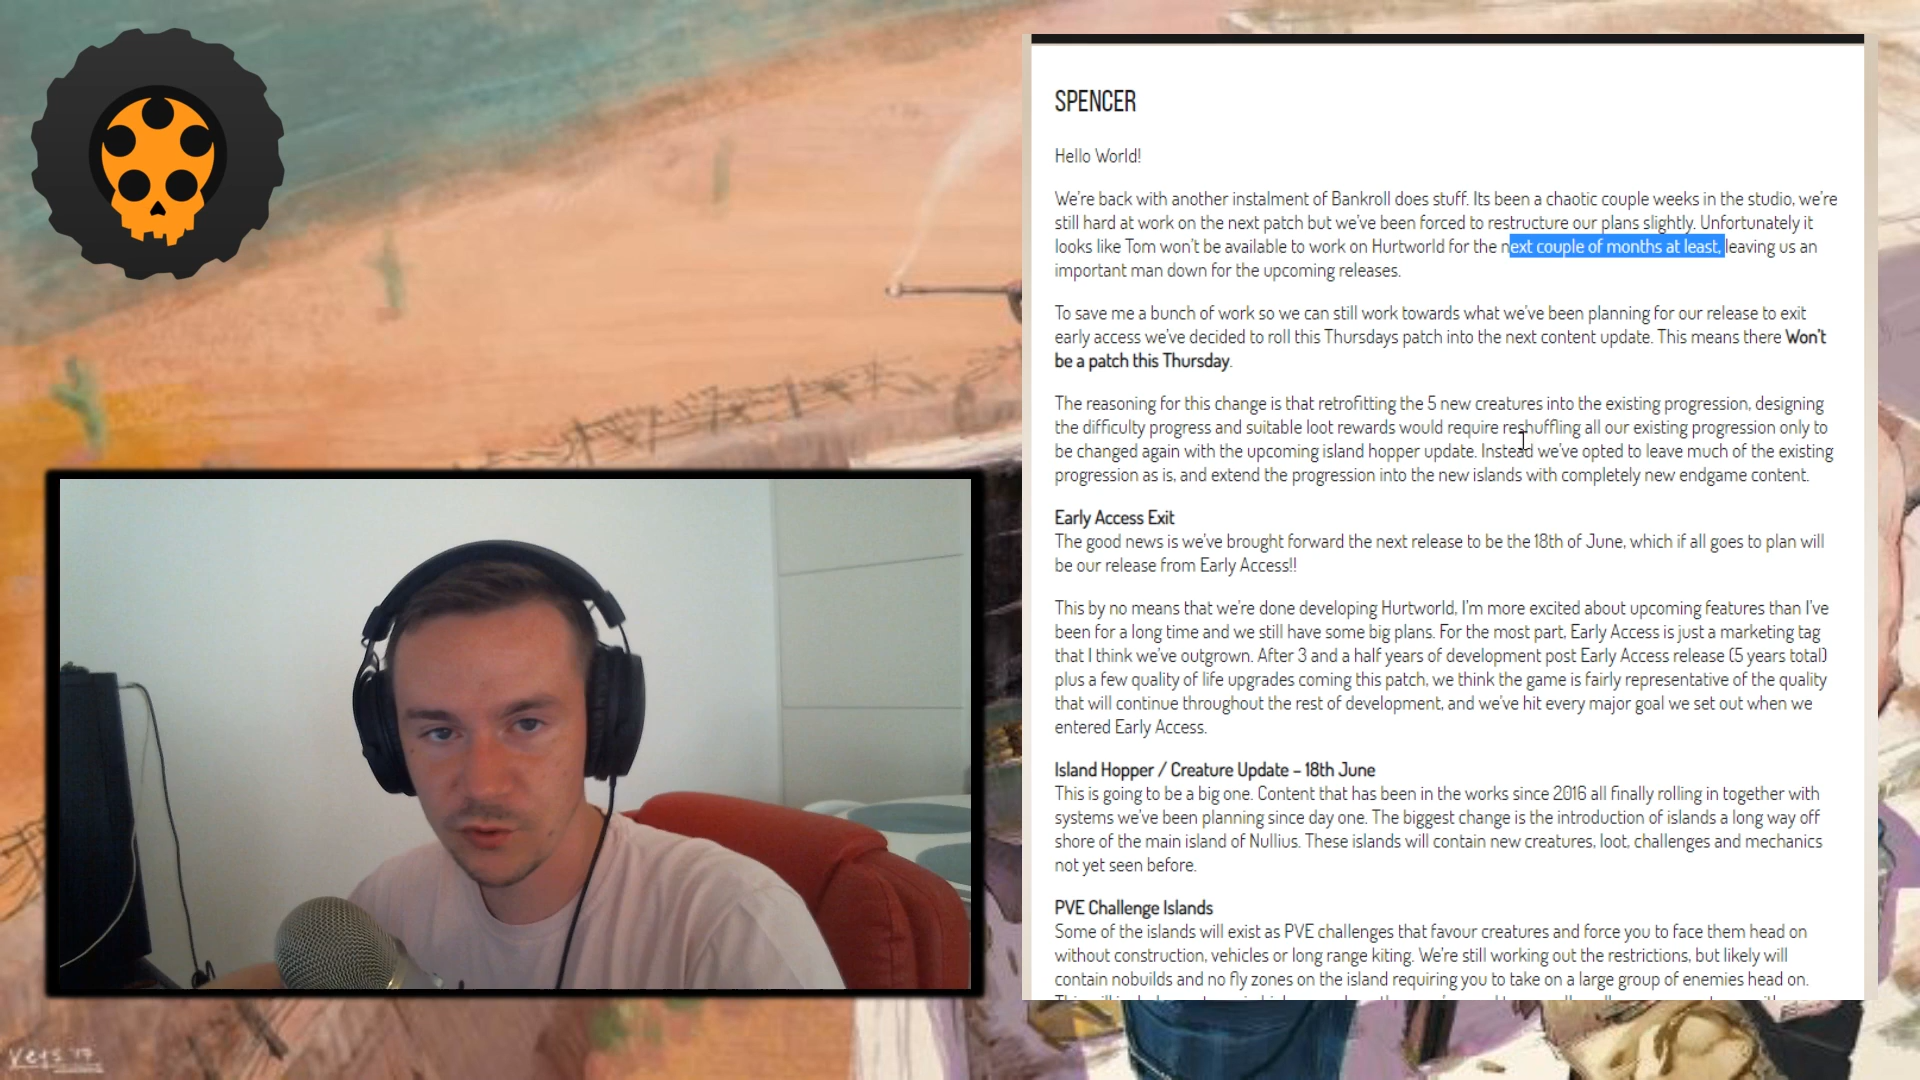 SPENCER
Hello World!
We're back with another instalment of Bankroll does stuff. Its been a chaotic couple weeks in the studio, we're
still hard at work on the next patch but we've been forced to restructure our plans slightly. Unfortunately it
looks like Tom won't be available to work on Hurtworld for the next couple of months at least, leaving us an
important man down for the upcoming releases.
To save me a bunch of work so we can still work towards what we've been planning for our release to exit
early access we've decided to roll this Thursdays patch into the next content update. This means there Won't
be a patch this Thursday.
The reasoning for this change is that retrofitting the 5 new creatures into the existing progression, designing
the difficulty progress and suitable loot rewards would require reshuffling all our existing progression only to
be changed again with the upcoming island hopper update. Instead we've opted to leave much of the existing
progression as is, and extend the progression into the new islands with completely new endgame content.
Early Access Exit
The good news is we've brought forward the next release to be the 18th of June, which if all goes to plan will
be our release from Early Access!!
This by no means that we're done developing Hurtworld, I'm more excited about upcoming features than I've
been for a long time and we still have some big plans. For the most part, Early Access is just a marketing tag
that I think we've outgrown. After 3 and a half years of development post Early Access release (5 years total)
plus a few quality of life upgrades coming this patch, we think the game is fairly representative of the quality
that will continue throughout the rest of development, and we've hit every major goal we set out when we
entered Early Access.
Island Hopper / Creature Update – 18th June
This is going to be a big one. Content that has been in the works since 2016 all finally rolling in together with
systems we've been planning since day one. The biggest change is the introduction of islands a long way off
shore of the main island of Nullius. These islands will contain new creatures, loot, challenges and mechanics
not yet seen before.
PVE Challenge Islands
Some of the islands will exist as PVE challenges that favour creatures and force you to face them head on
without construction, vehicles or long range kiting. We're still working out the restrictions, but likely will
contain nobuilds and no fly zones on the island requiring you to take on a large group of enemies head on.